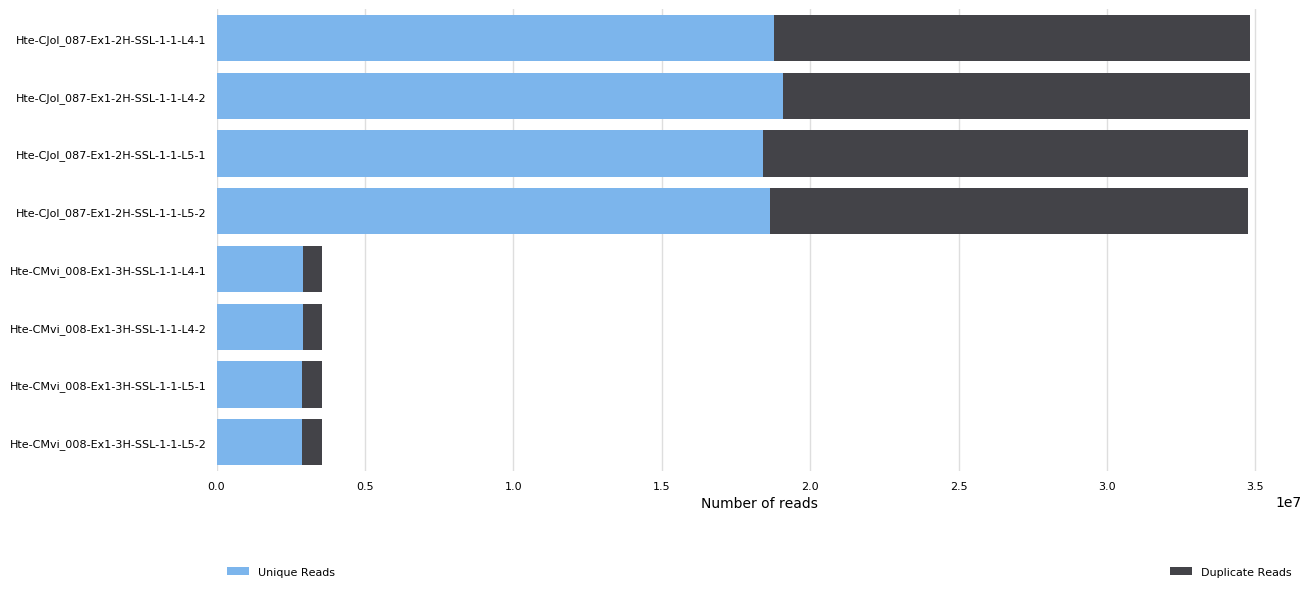 Hte-CJol_087-Ex1-2H-SSL-1-1-L4-1
Hte-CJol_087-Ex1-2H-SSL-1-1-L4-2
Hte-CJol_087-Ex1-2H-SSL-1-1-L5-1
Hte-CJol_087-Ex1-2H-SSL-1-1-L5-2
Hte-CMvi_008-Ex1-3H-SSL-1-1-L4-1
Hte-CMvi_008-Ex1-3H-SSL-1-1-L4-2
Hte-CMvi_008-Ex1-3H-SSL-1-1-L5-1
Hte-CMvi_008-Ex1-3H-SSL-1-1-L5-2
0.0 0.5 1.0 1.5 2.0 2.5 3.0 3.5
Number of reads 1e7
Unique Reads Duplicate Reads